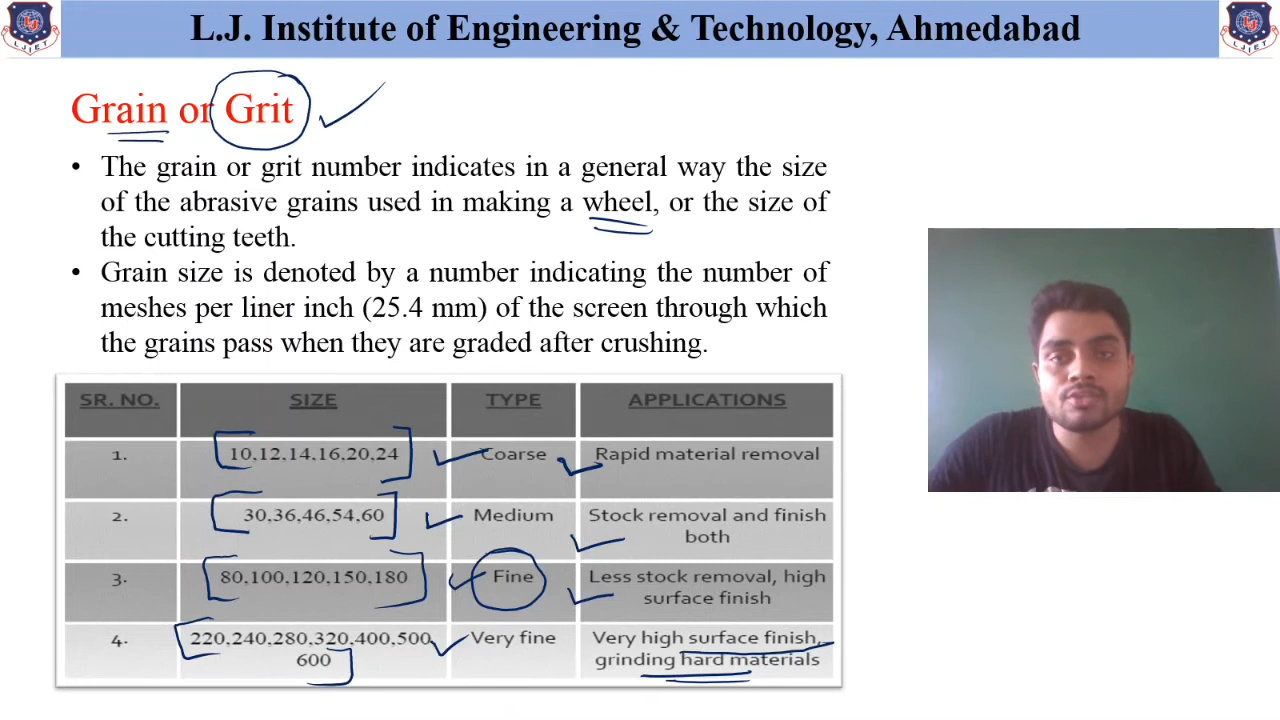 L.J. Institute of Engineering & Technology, Ahmedabad
LJIET
LJIET
Grain or Grit
• The grain or grit number indicates in a general way the size
of the abrasive grains used in making a wheel, or the size of
the cutting teeth.
• Grain size is denoted by a number indicating the number of
meshes per liner inch (25.4 mm) of the screen through which
the grains pass when they are graded after crushing.
SR. NO. SIZE TYPE APPLICATIONS
1. 10,12,14,16,20,24 Coarse Rapid material removal
2. 30,36,46,54,60 Medium Stock removal and finish
both
3. 80,100,120,150,180 Fine Less stock removal, high
surface finish
4. 220,240,280,320,400,500 Very fine Very high surface finish,
600 grinding hard materials